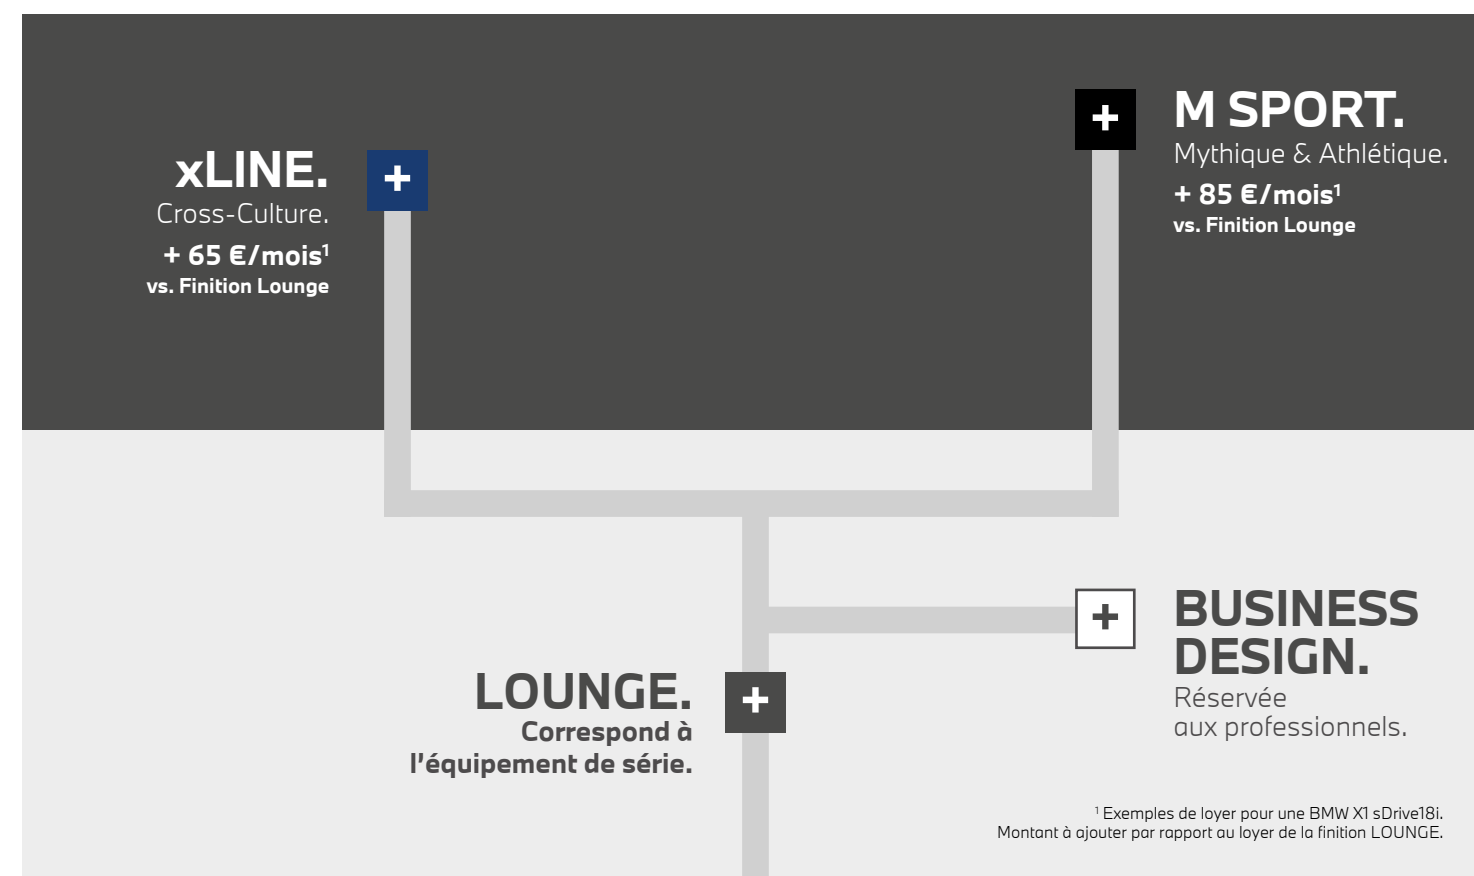 xLINE.
Cross-Culture.
+ 65 €/mois¹
vs. Finition Lounge
M SPORT.
Mythique & Athlétique.
+ 85 €/mois¹
vs. Finition Lounge
LOUNGE.
Correspond à
l'équipement de série.
BUSINESS
DESIGN.
Réservée
aux professionnels.
¹ Exemples de loyer pour une BMW X1 sDrive18i.
Montant à ajouter par rapport au loyer de la finition LOUNGE.